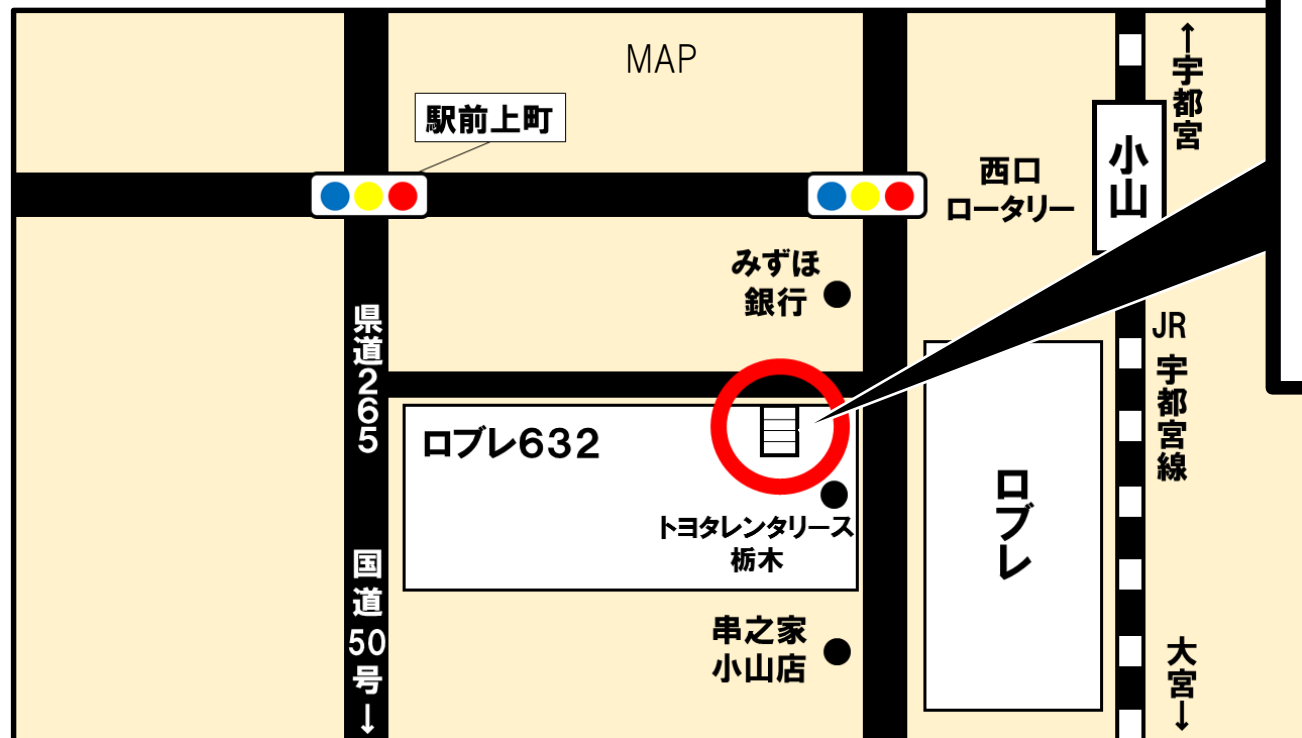 MAP
↑宇都宮
駅前上町
小山
西口
ロータリー
みずほ
銀行
県道265
JR
宇都宮線
ロブレ632
ロブレ
トヨタレンタリース
栃木
国道50号↓
串之家
小山店
大宮↓